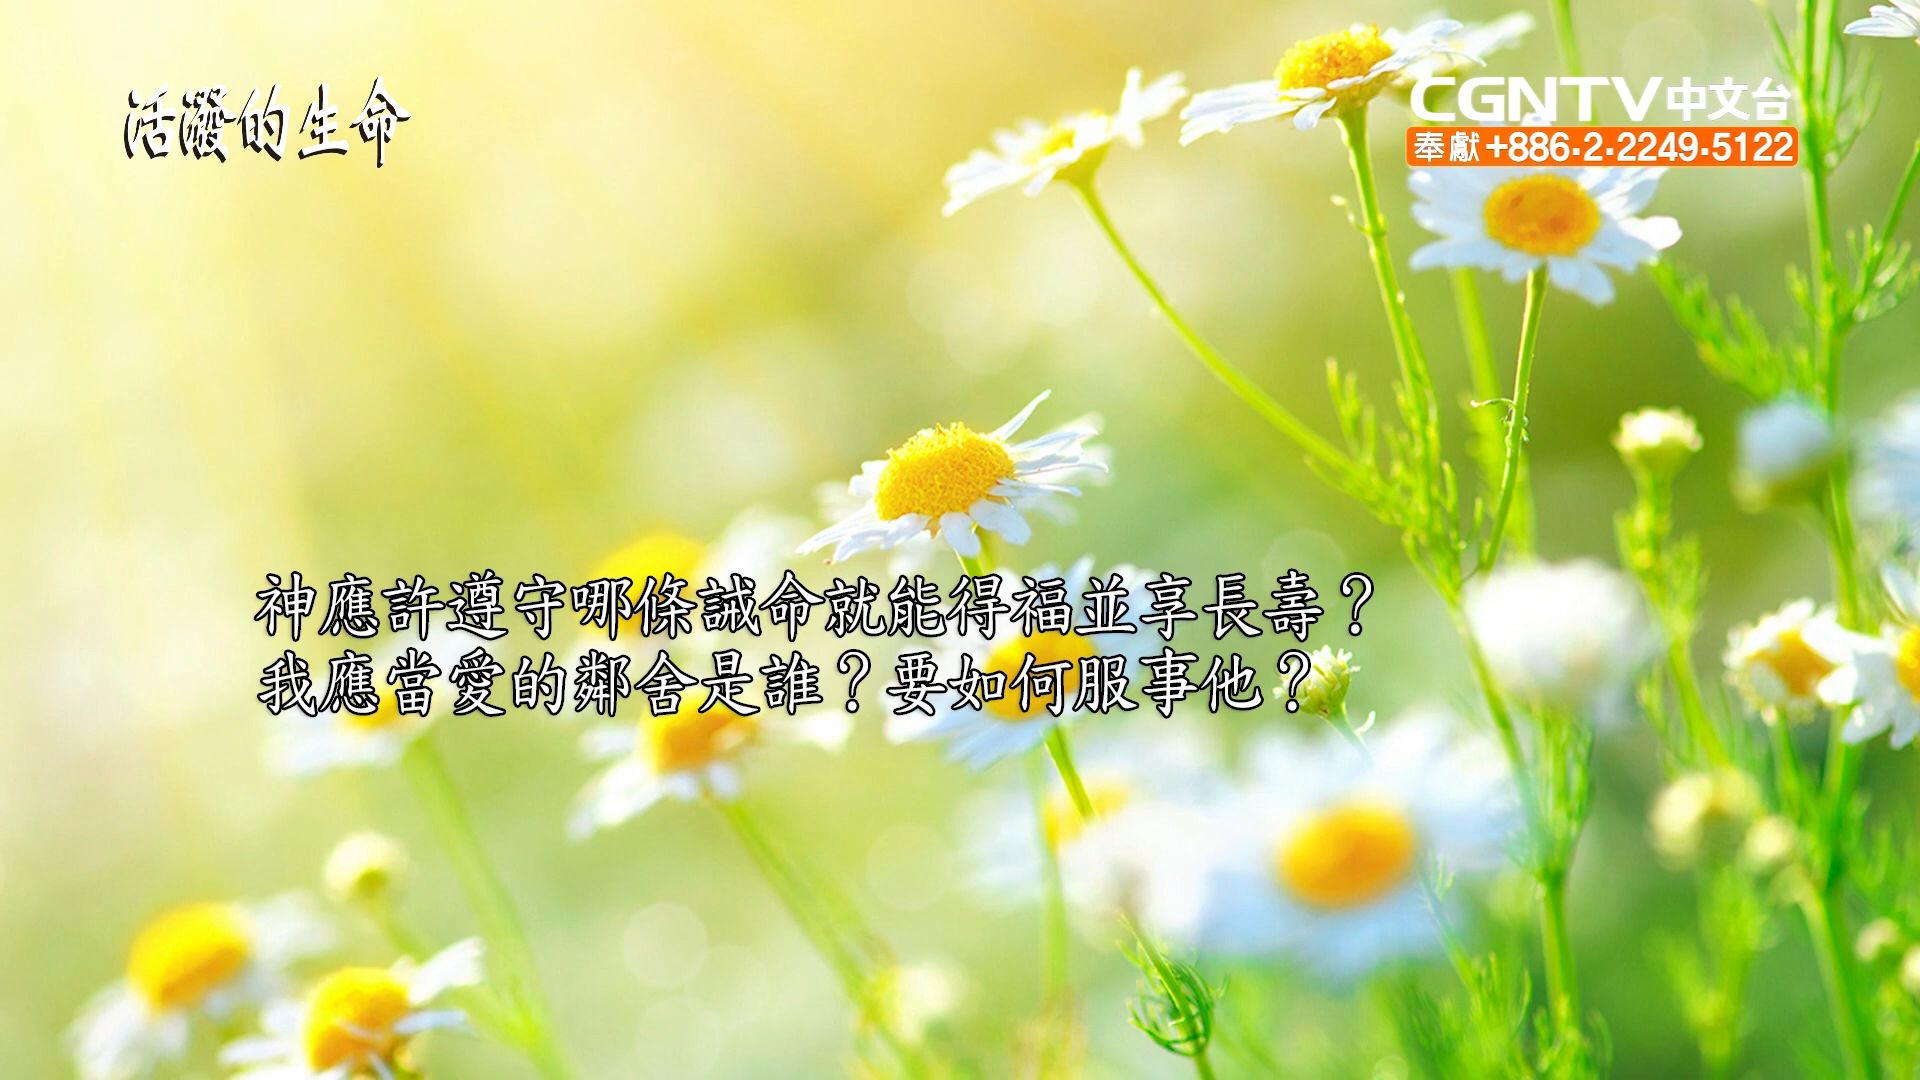 活潑的生命
CGNTV中文台
奉獻 +886-2-2249-5122
神應許遵守哪條誡命就能得福並享長壽？
我應當愛的鄰舍是誰？要如何服事他？